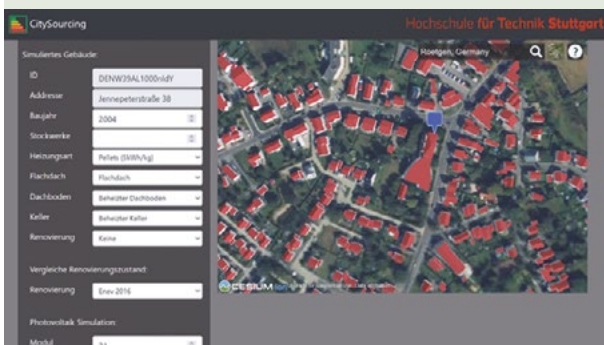 CitySourcing
Hochschule für Technik Stuttgart
Simuliertes Gebäude:
ID DENW39AL1000nIdY
Addresse Jennepeterstraße 38
Baujahr 2004
Stockwerke
Heizungsart Pellets (5kWh/kg)
Flachdach Flachdach
Dachboden Beheizter Dachboden
Keller Beheizter Keller
Renovierung Keine
Vergleiche Renovierungszustand:
Renovierung Enev 2016
Photovoltaik Simulation:
Modul
Roetgen, Germany
?
CESIUM ion